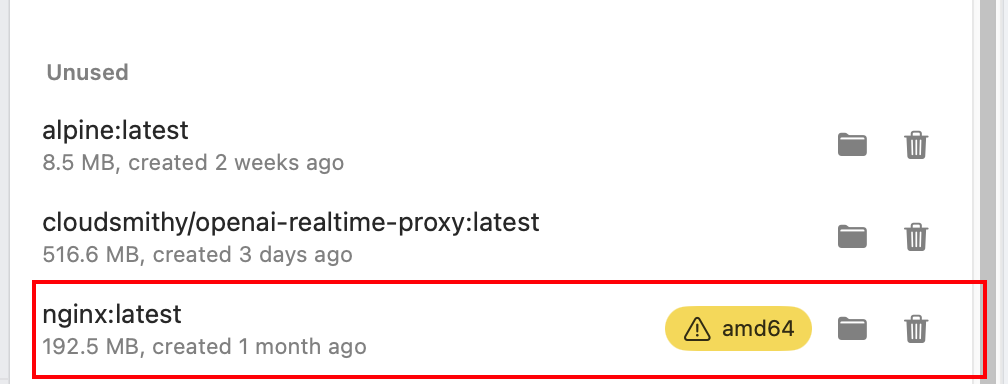 Unused
alpine:latest
8.5 MB, created 2 weeks ago
cloudsmithy/openai-realtime-proxy:latest
516.6 MB, created 3 days ago
nginx:latest
amd64
192.5 MB, created 1 month ago